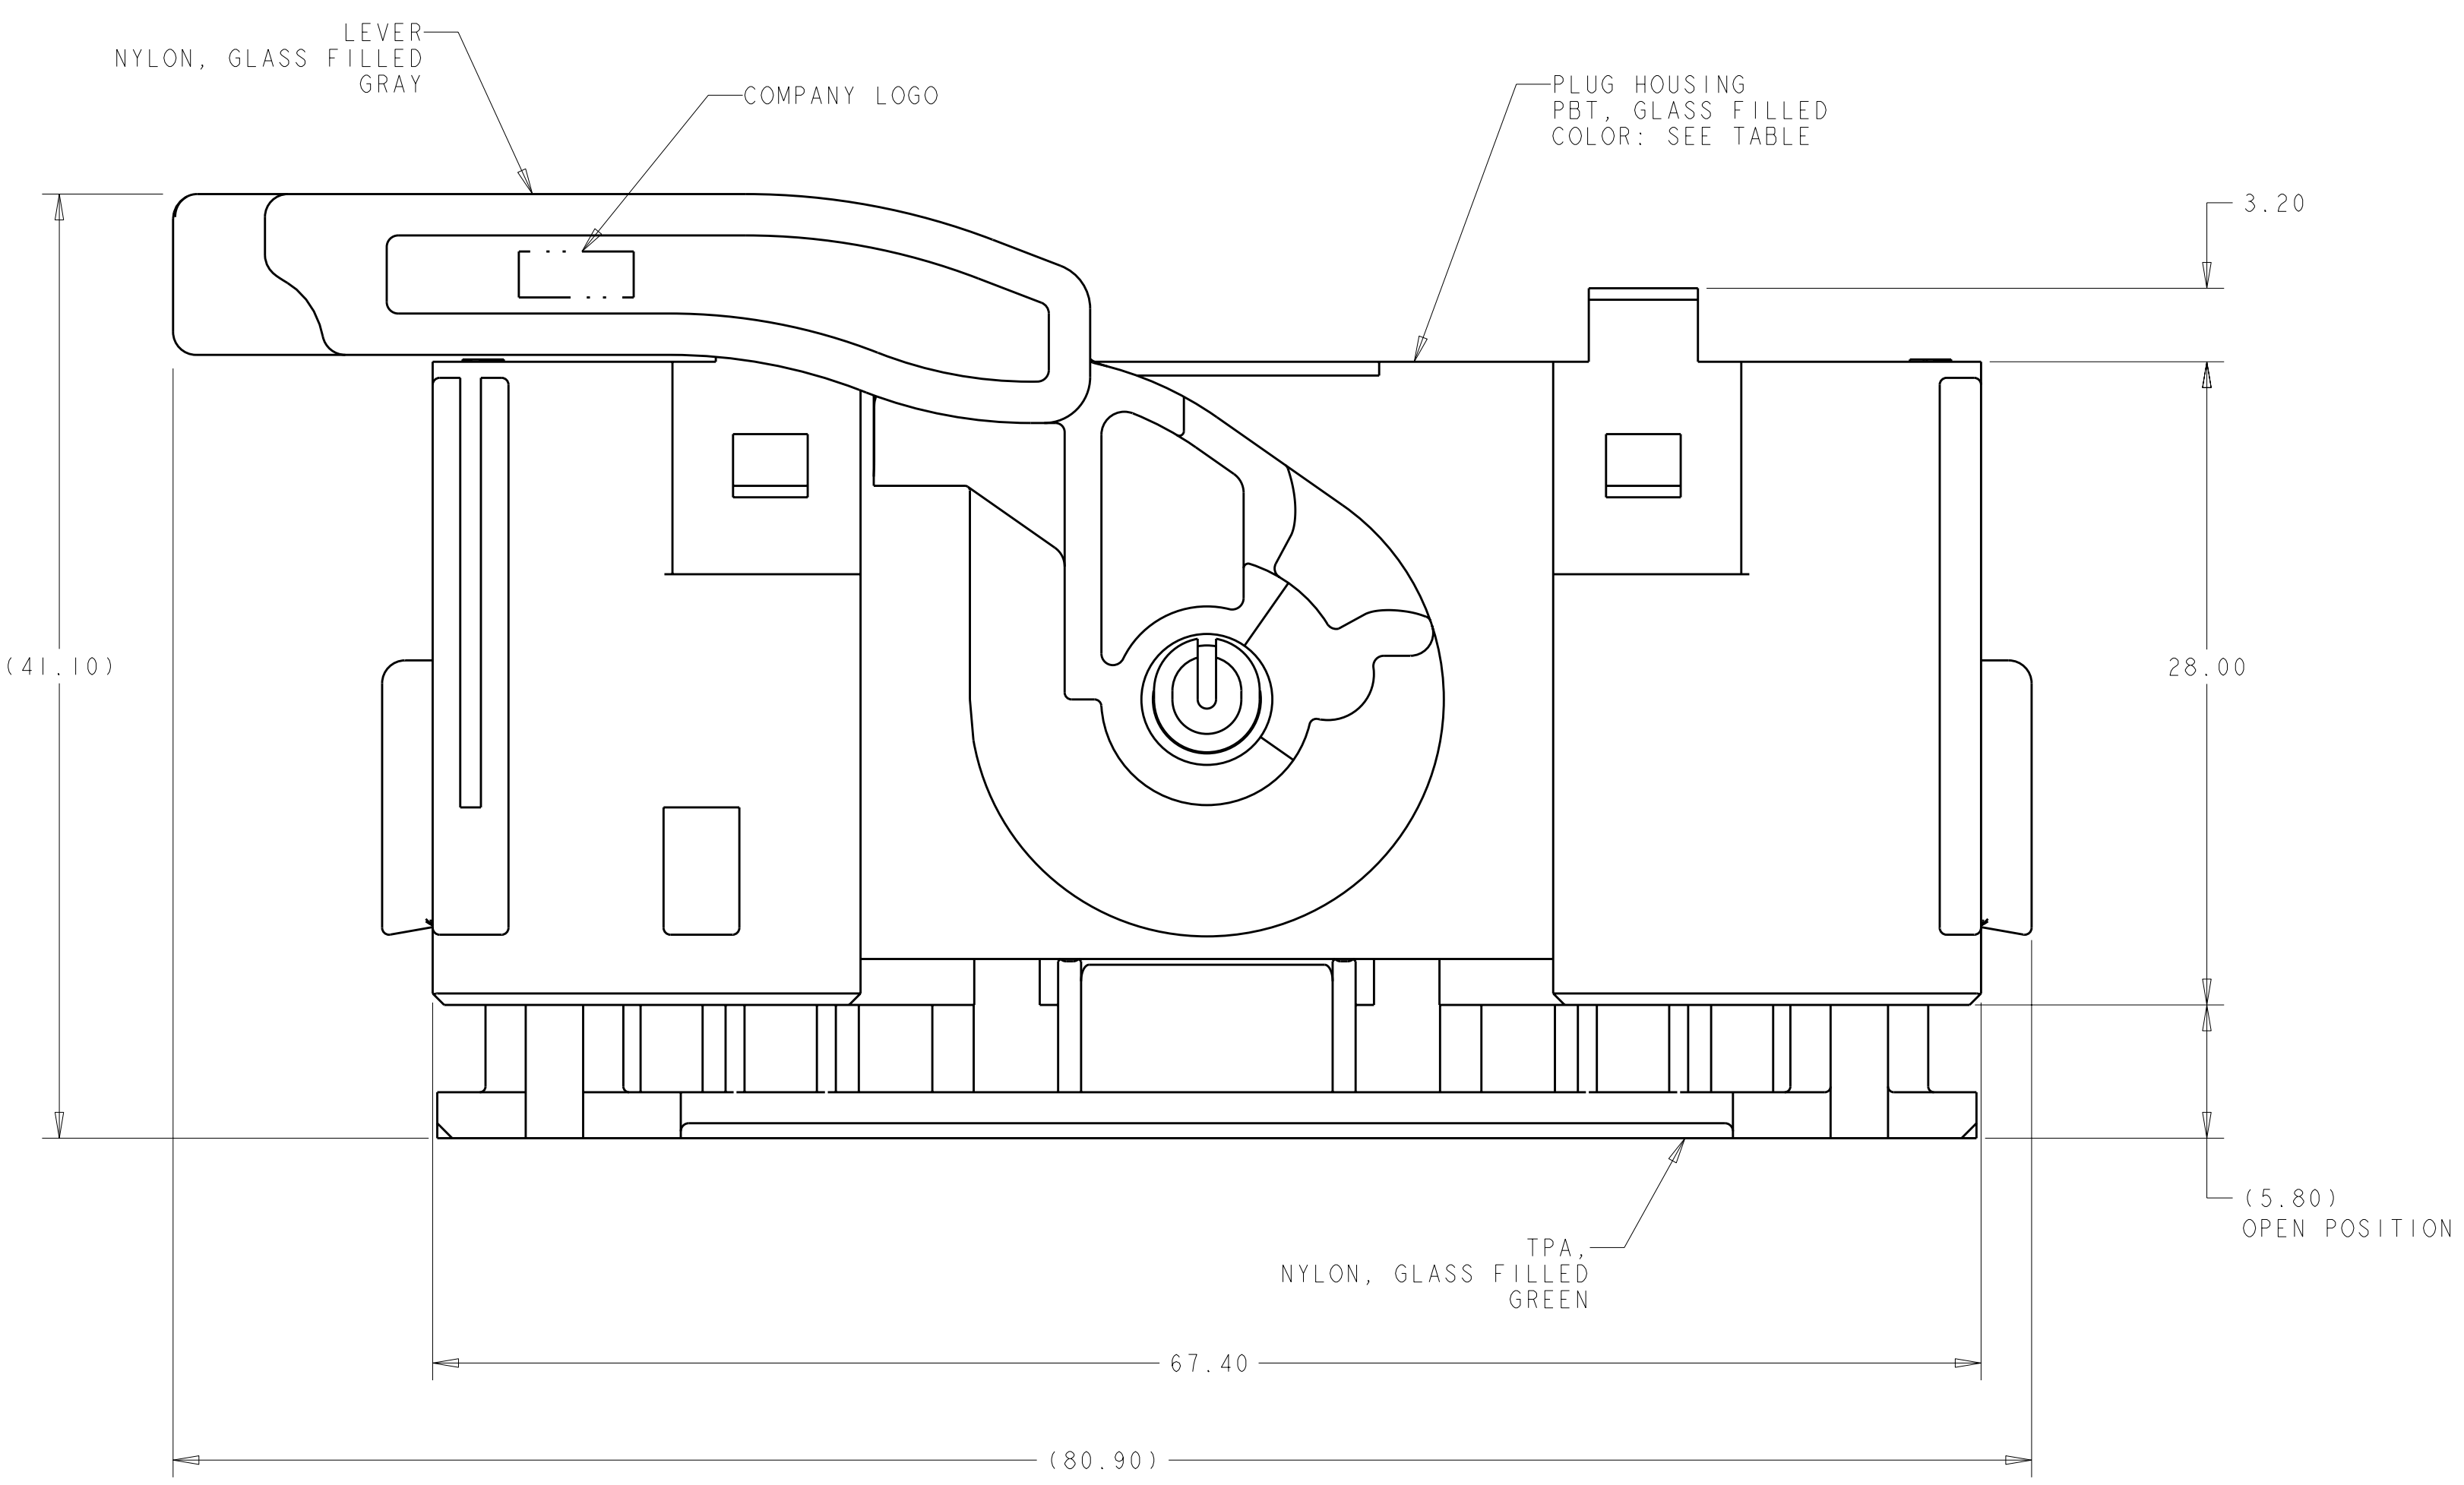 LEVER
NYLON, GLASS FILLED
GRAY
COMPANY LOGO
PLUG HOUSING
PBT, GLASS FILLED
COLOR: SEE TABLE
3.20
(41.10)
28.00
(5.80)
OPEN POSITION
TPA,
NYLON, GLASS FILLED
GREEN
67.40
(80.90)